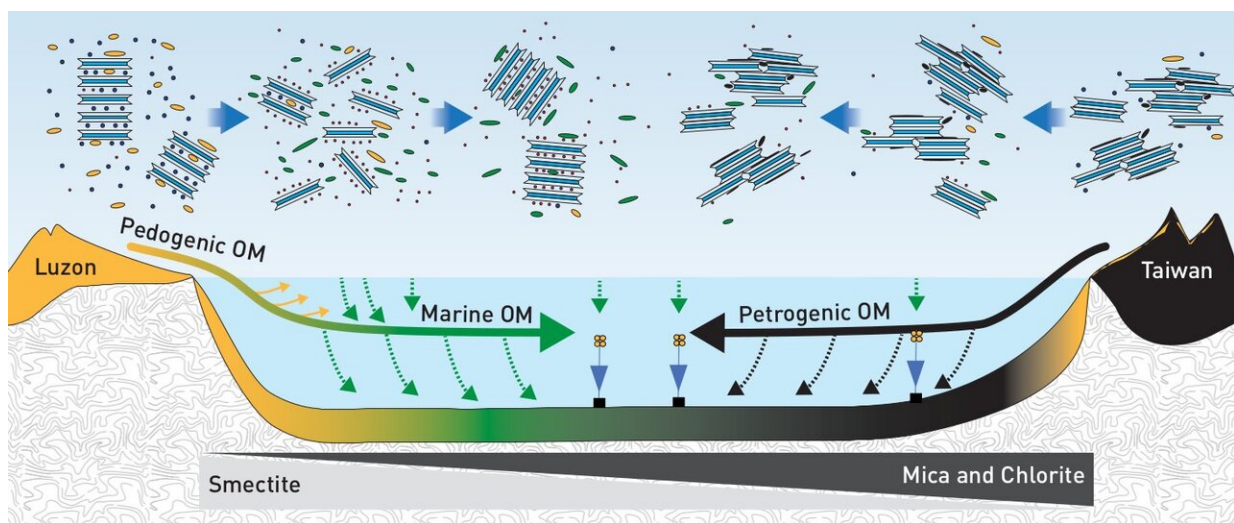 Pedogenic OM
Luzon
Taiwan
Marine OM
Petrogenic OM
Mica and Chlorite
Smectite